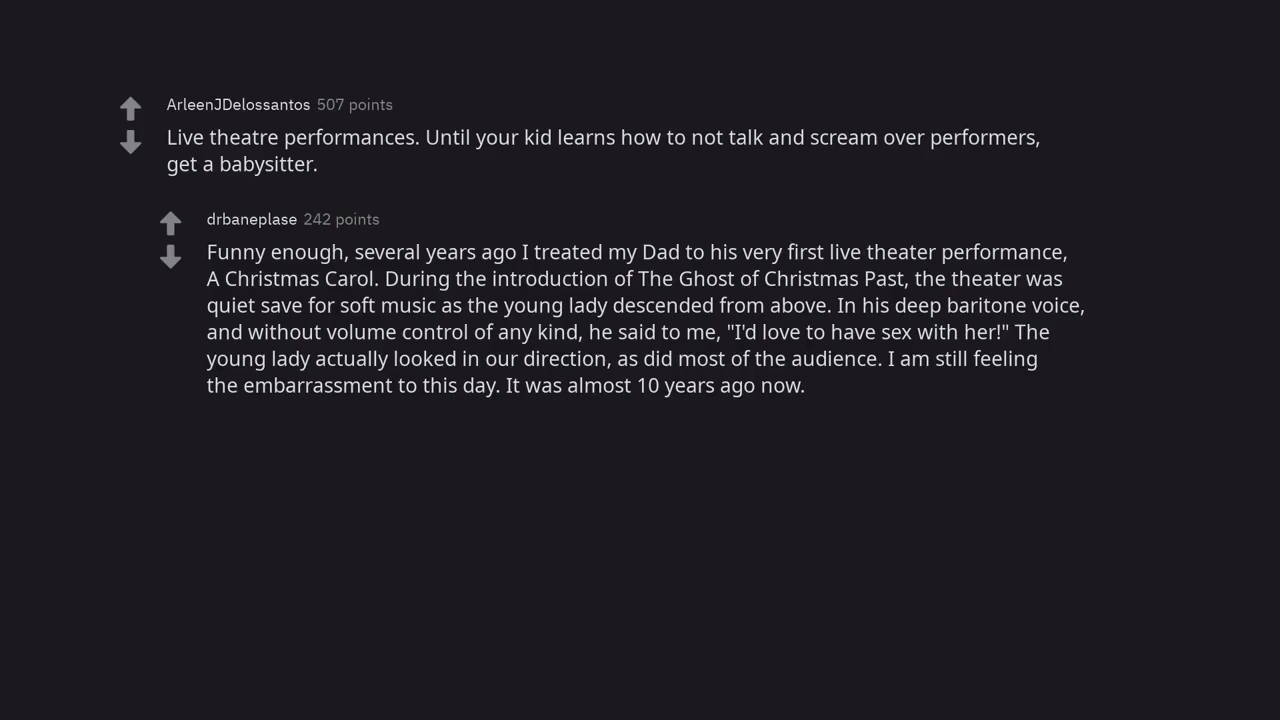 ArleenJDelossantos 507 points
Live theatre performances. Until your kid learns how to not talk and scream over performers,
get a babysitter.
drbaneplase 242 points
Funny enough, several years ago I treated my Dad to his very first live theater performance,
A Christmas Carol. During the introduction of The Ghost of Christmas Past, the theater was
quiet save for soft music as the young lady descended from above. In his deep baritone voice,
and without volume control of any kind, he said to me, "I'd love to have sex with her!" The
young lady actually looked in our direction, as did most of the audience. I am still feeling
the embarrassment to this day. It was almost 10 years ago now.